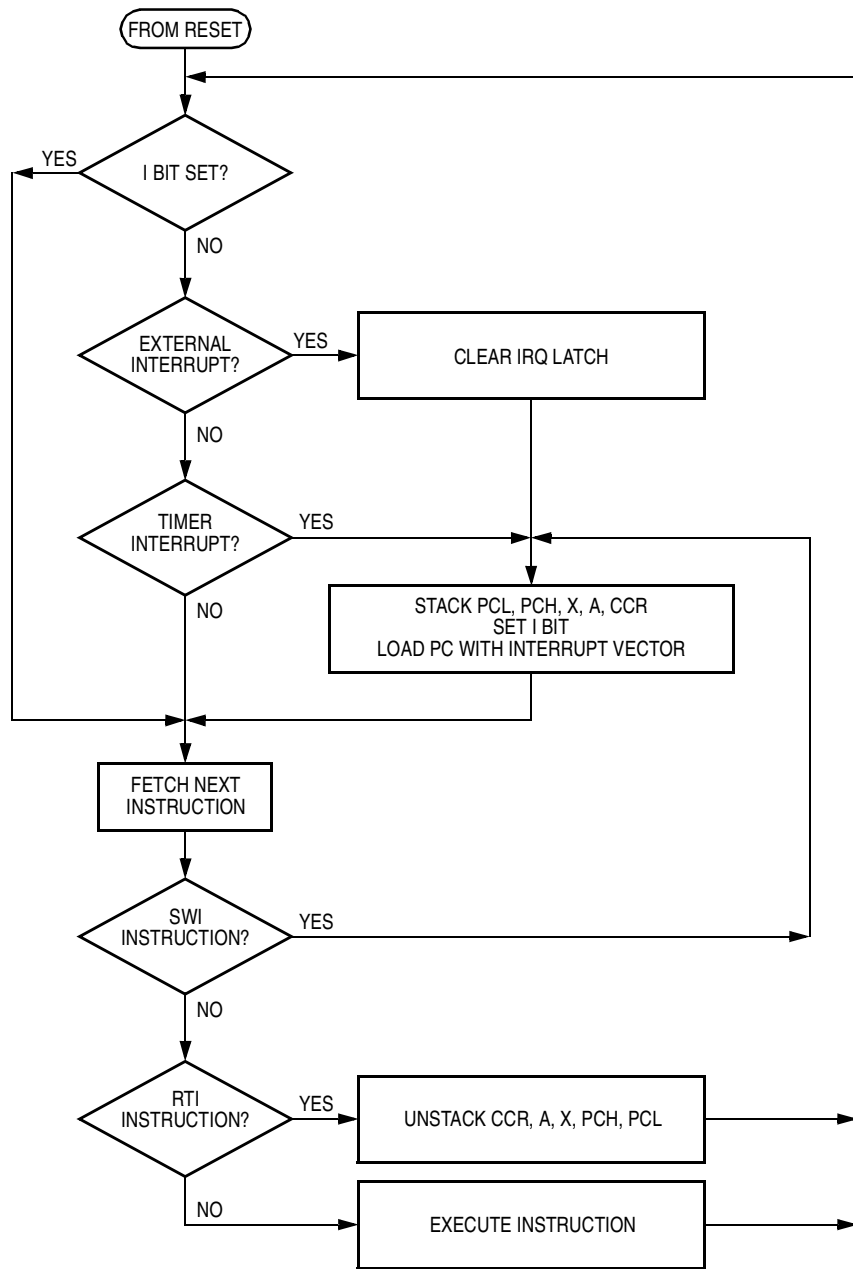 FROM RESET
YES
I BIT SET?
NO
EXTERNAL
INTERRUPT?
YES
CLEAR IRQ LATCH
NO
TIMER
INTERRUPT?
YES
NO
STACK PCL, PCH, X, A, CCR
SET I BIT
LOAD PC WITH INTERRUPT VECTOR
FETCH NEXT
INSTRUCTION
SWI
INSTRUCTION?
YES
NO
RTI
INSTRUCTION?
YES
UNSTACK CCR, A, X, PCH, PCL
NO
EXECUTE INSTRUCTION